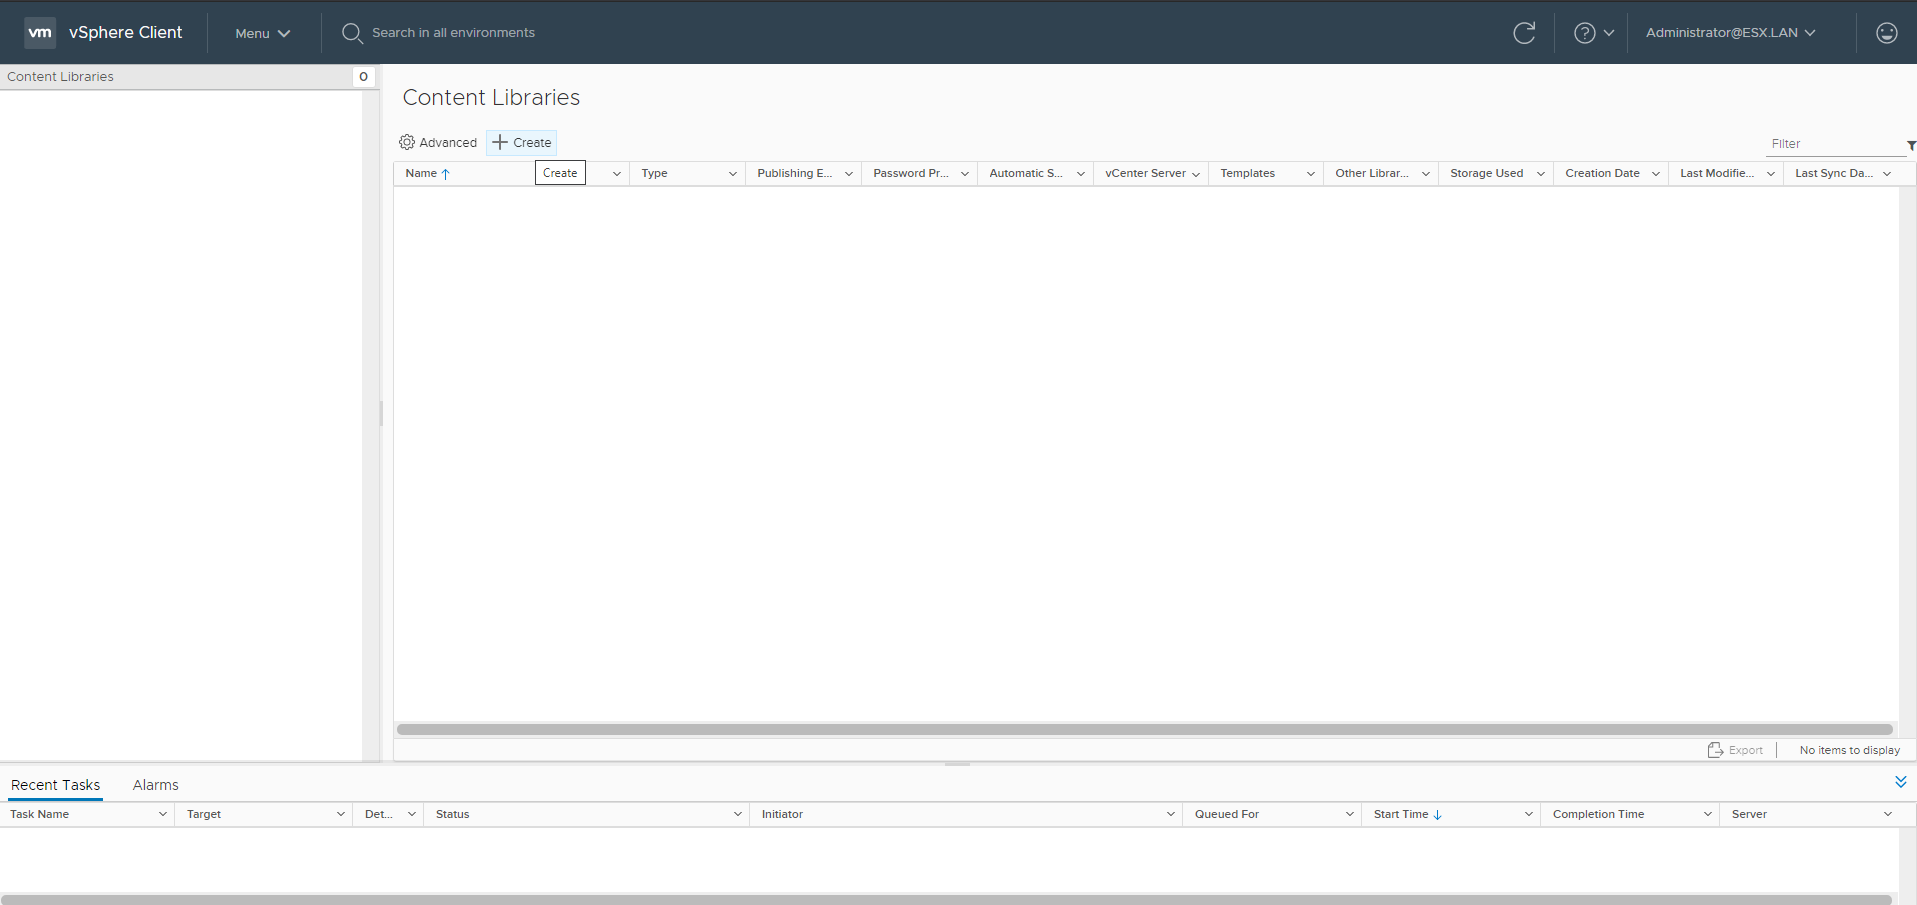 vm vSphere Client Menu Search in all environments Administrator@ESX.LAN
Content Libraries 0
Content Libraries
Advanced Create
Filter
Create
Name Type Publishing E... Password Pr... Automatic S... vCenter Server Templates Other Librar... Storage Used Creation Date Last Modifie... Last Sync Da...
Export No items to display
Recent Tasks Alarms
Task Name Target Det... Status Initiator Queued For Start Time Completion Time Server